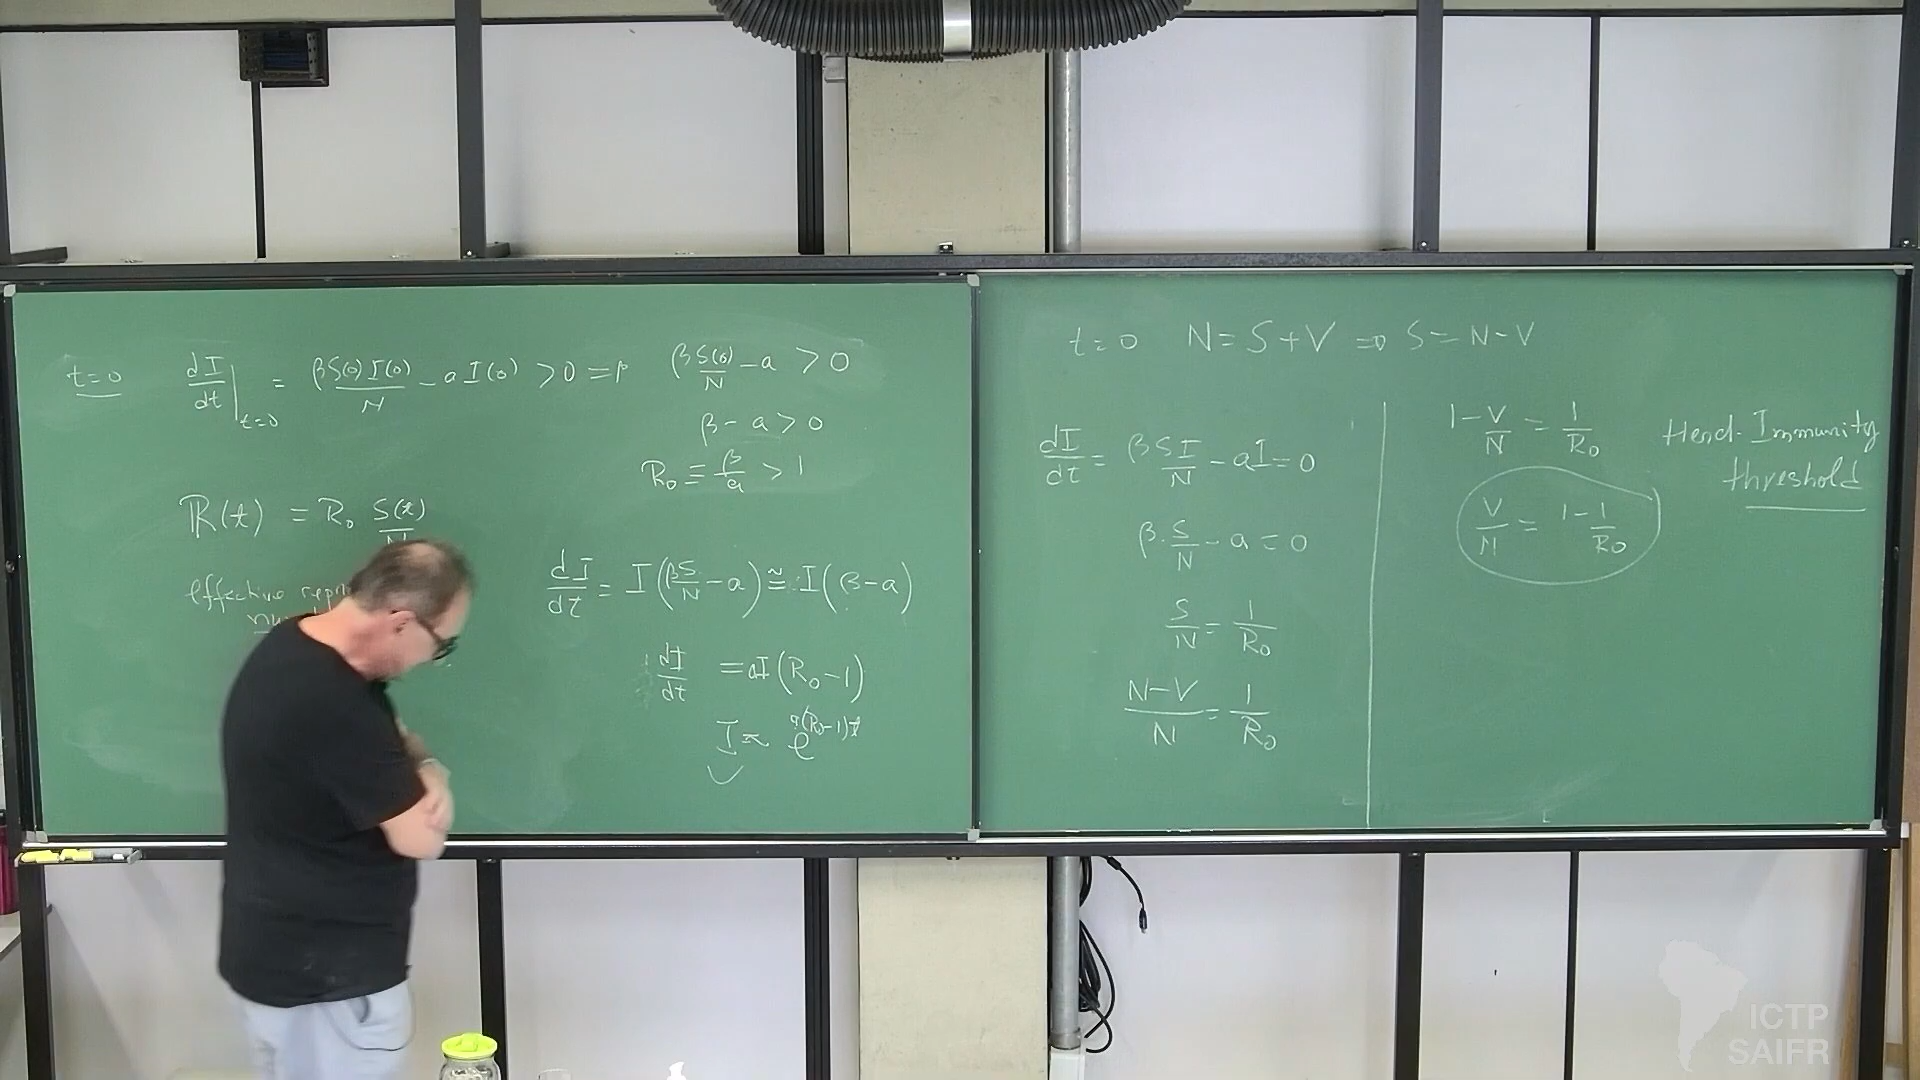 t=0 dI/dt|t=0 = βS(0)I(0)/N - aI(0) > 0 ⇒ βS(0)/N - a > 0
β - a > 0
R₀ ≡ β/a > 1
R(t) = R₀ S(t)/N
effective
dI/dt = I(βS/N - a) ≅ I(β - a)
dI/dt = aI(R₀ - 1)
I ≈ e^a(R₀-1)t
t=0 N = S + V ⇒ S = N - V
dI/dt = βSI/N - aI = 0
β·S/N - a = 0
S/N = 1/R₀
N-V/N = 1/R₀
1 - V/N = 1/R₀
V/N = 1 - 1/R₀
Herd-Immunity
threshold
ICTP
SAIFR